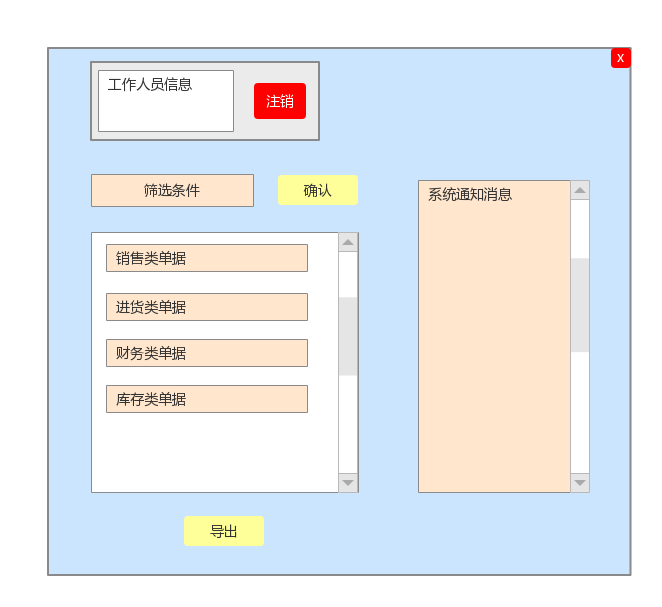 x
工作人员信息
注销
筛选条件
确认
系统通知消息
销售类单据
进货类单据
财务类单据
库存类单据
导出